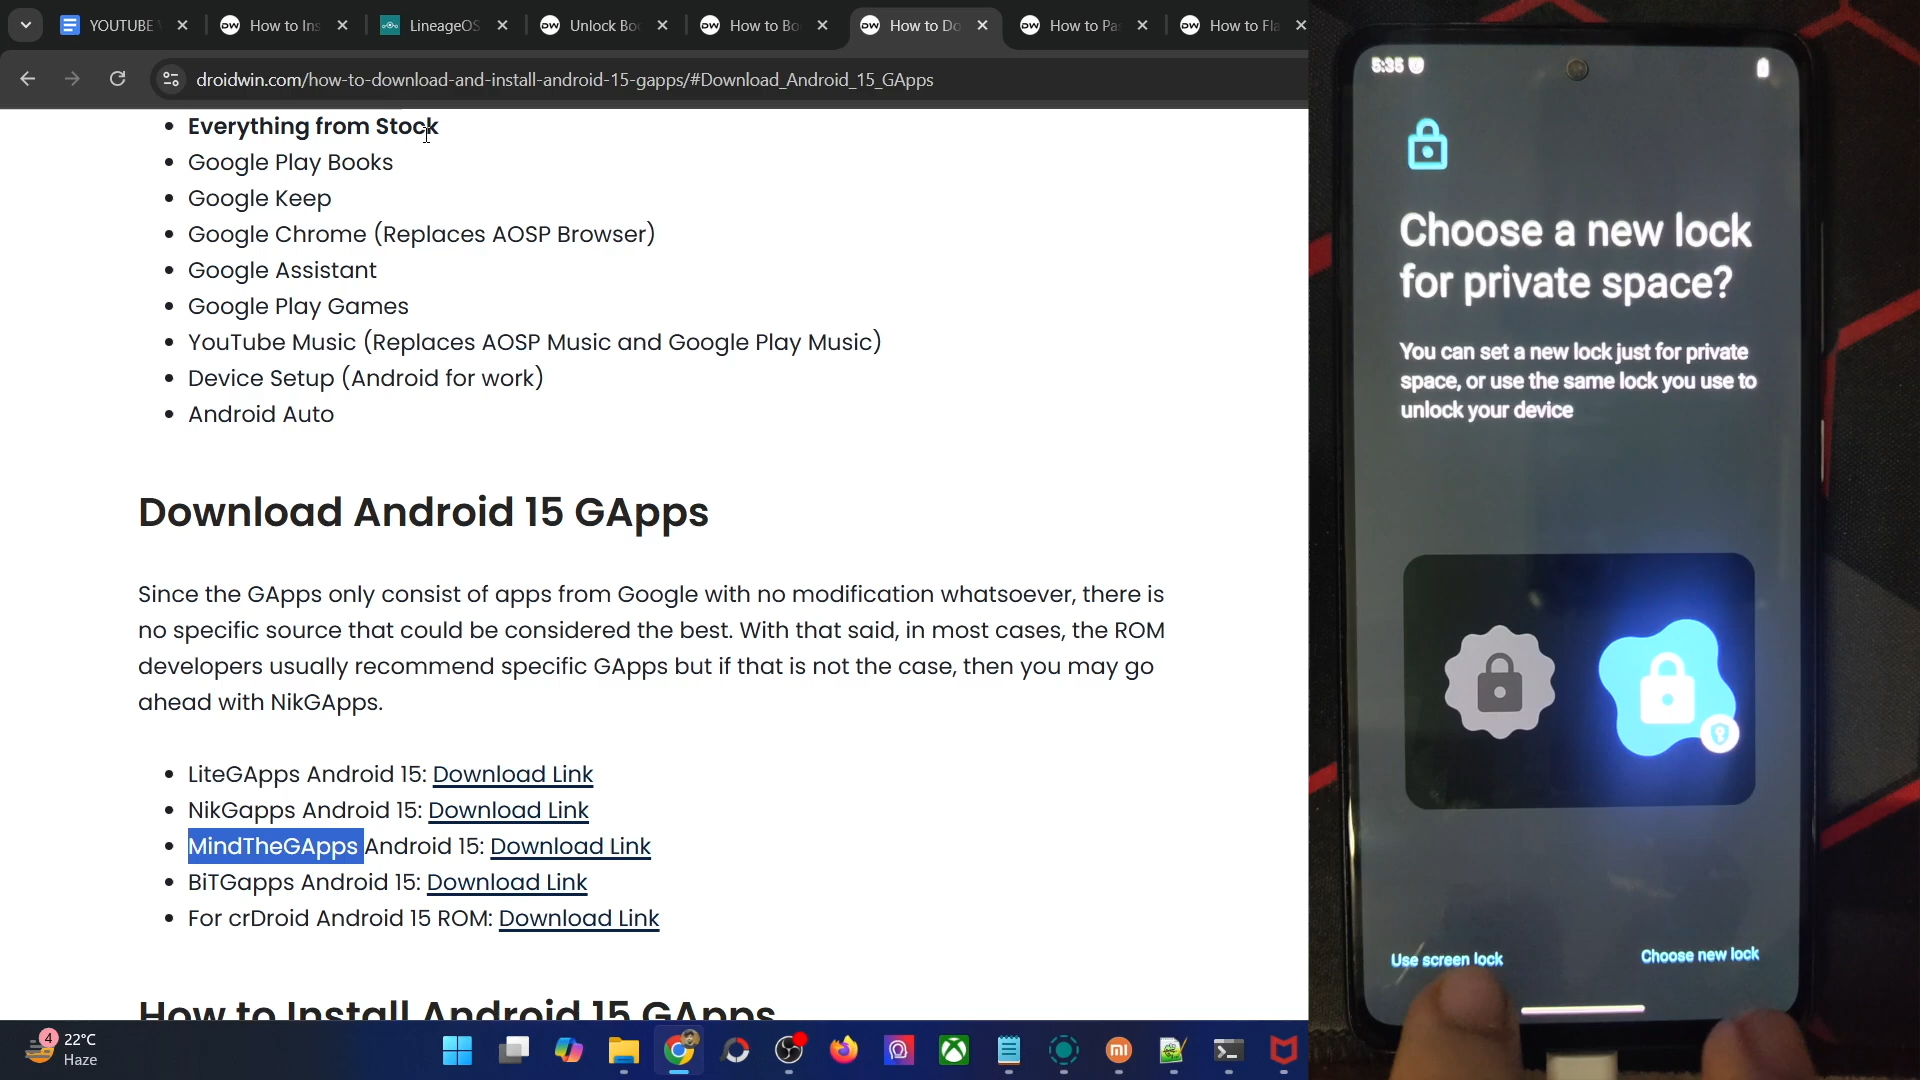 YOUTUBE
How to Ins
LineageOS
Unlock Boo
How to Bo
How to Do
How to Pa
How to Fla
droidwin.com/how-to-download-and-install-android-15-gapps/#Download_Android_15_GApps
Everything from Stock
Google Play Books
Google Keep
Google Chrome (Replaces AOSP Browser)
Google Assistant
Google Play Games
YouTube Music (Replaces AOSP Music and Google Play Music)
Device Setup (Android for work)
Android Auto
Download Android 15 GApps
Since the GApps only consist of apps from Google with no modification whatsoever, there is
no specific source that could be considered the best. With that said, in most cases, the ROM
developers usually recommend specific GApps but if that is not the case, then you may go
ahead with NikGApps.
LiteGApps Android 15: Download Link
NikGapps Android 15: Download Link
MindTheGApps Android 15: Download Link
BiTGapps Android 15: Download Link
For crDroid Android 15 ROM: Download Link
How to Install Android 15 GApps
4
22°C
Haze
5:35
Choose a new lock
for private space?
You can set a new lock just for private
space, or use the same lock you use to
unlock your device
Use screen lock
Choose new lock